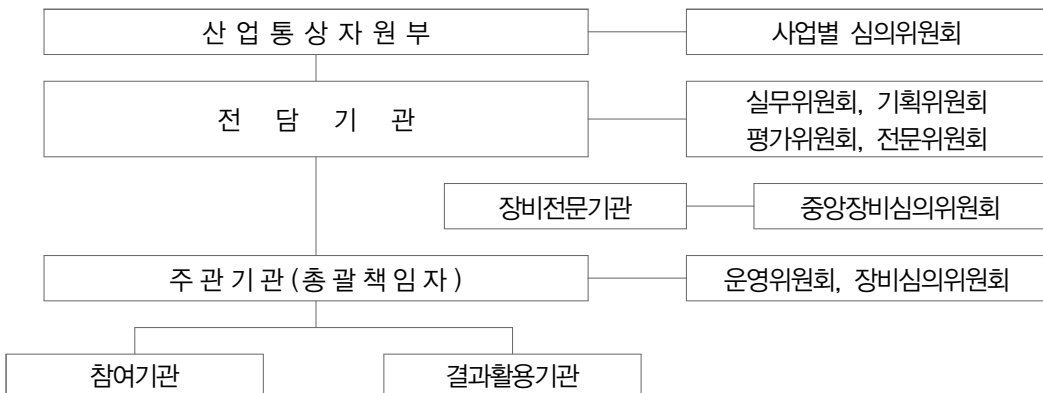 산업통상자원부
사업별 심의위원회
전 담 기 관
실무위원회, 기획위원회
평가위원회, 전문위원회
장비전문기관
중앙장비심의위원회
주관기관(총괄책임자)
운영위원회, 장비심의위원회
참여기관
결과활용기관